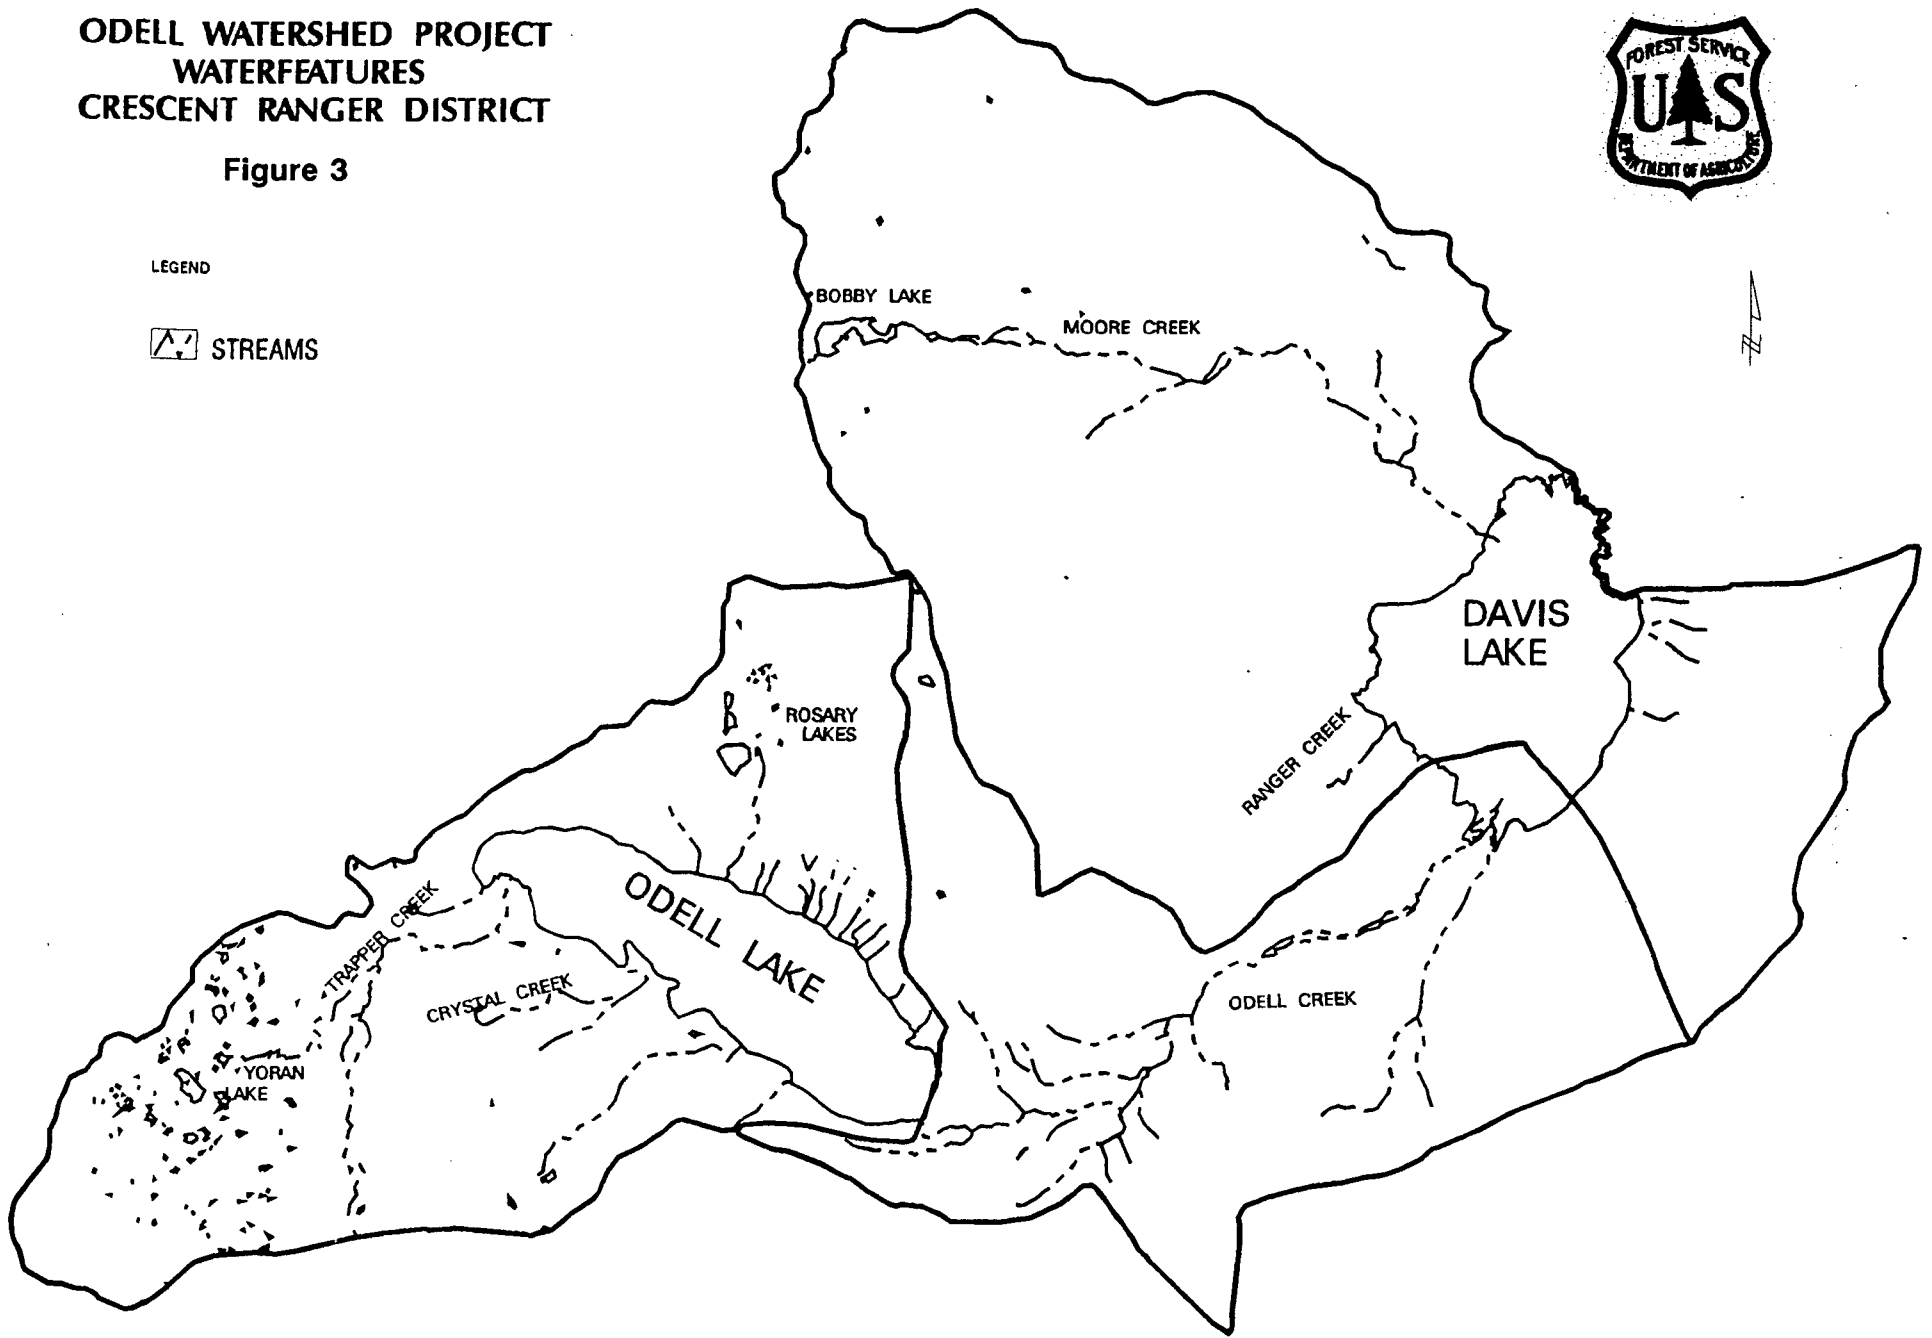 ODELL WATERSHED PROJECT
WATERFEATURES
CRESCENT RANGER DISTRICT
Figure 3
FOREST SERVICE
U S
DEPARTMENT OF AGRICULTURE
LEGEND
STREAMS
BOBBY LAKE
MOORE CREEK
DAVIS
LAKE
ROSARY
LAKES
RANGER CREEK
TRAPPER CREEK
ODELL LAKE
CRYSTAL CREEK
ODELL CREEK
YORAN
LAKE